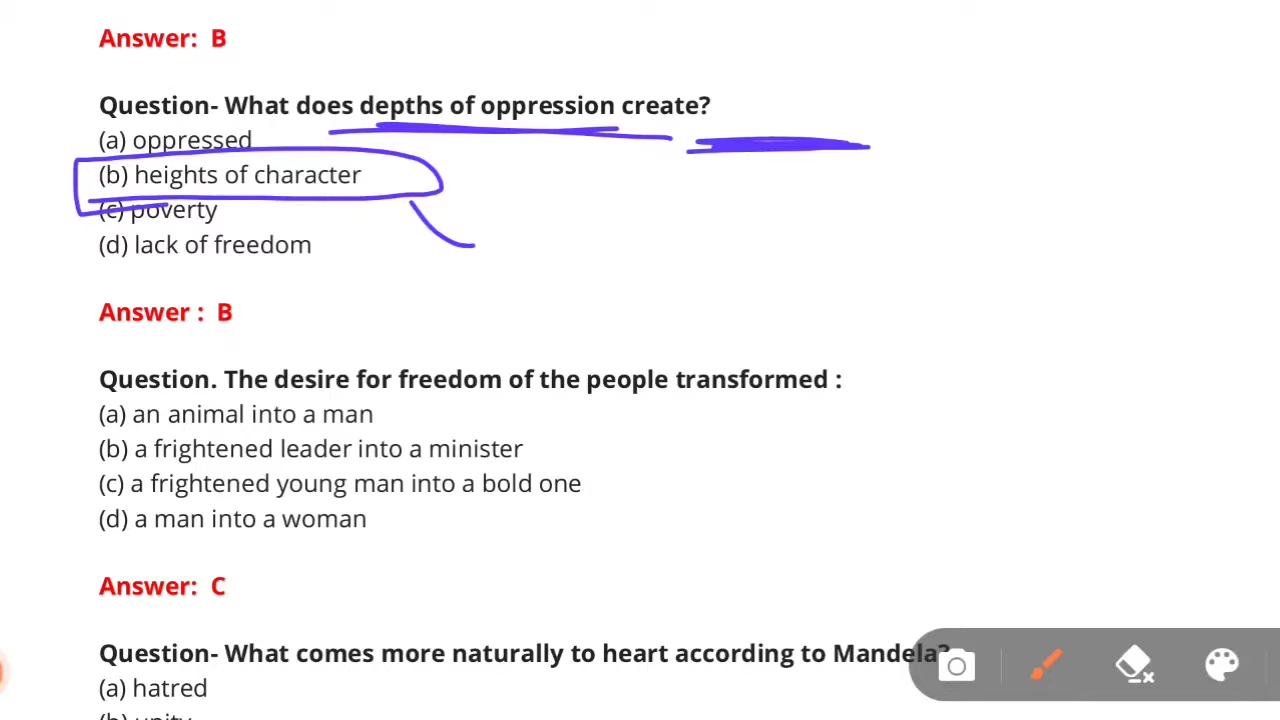 Answer: B
Question- What does depths of oppression create?
(a) oppressed
(b) heights of character
(c) poverty
(d) lack of freedom
Answer : B
Question. The desire for freedom of the people transformed :
(a) an animal into a man
(b) a frightened leader into a minister
(c) a frightened young man into a bold one
(d) a man into a woman
Answer: C
Question- What comes more naturally to heart according to Mandela?
(a) hatred
(b) unity